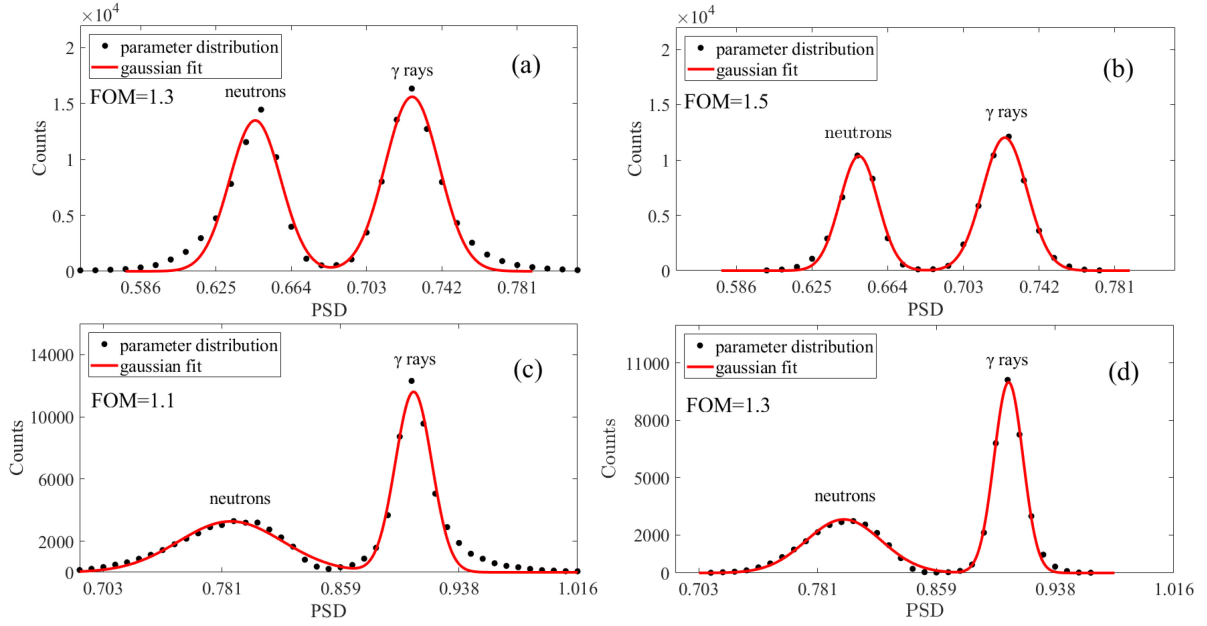 ×10⁴
2
1.5
1
0.5
0
Counts
parameter distribution
gaussian fit
FOM=1.3
neutrons
γ rays
(a)
0.586 0.625 0.664 0.703 0.742 0.781
PSD
×10⁴
2
1.5
1
0.5
0
Counts
parameter distribution
gaussian fit
FOM=1.5
neutrons
γ rays
(b)
0.586 0.625 0.664 0.703 0.742 0.781
PSD
14000
10000
6000
2000
0
Counts
parameter distribution
gaussian fit
FOM=1.1
neutrons
γ rays
(c)
0.703 0.781 0.859 0.938 1.016
PSD
11000
8000
5000
2000
0
Counts
parameter distribution
gaussian fit
FOM=1.3
neutrons
γ rays
(d)
0.703 0.781 0.859 0.938 1.016
PSD